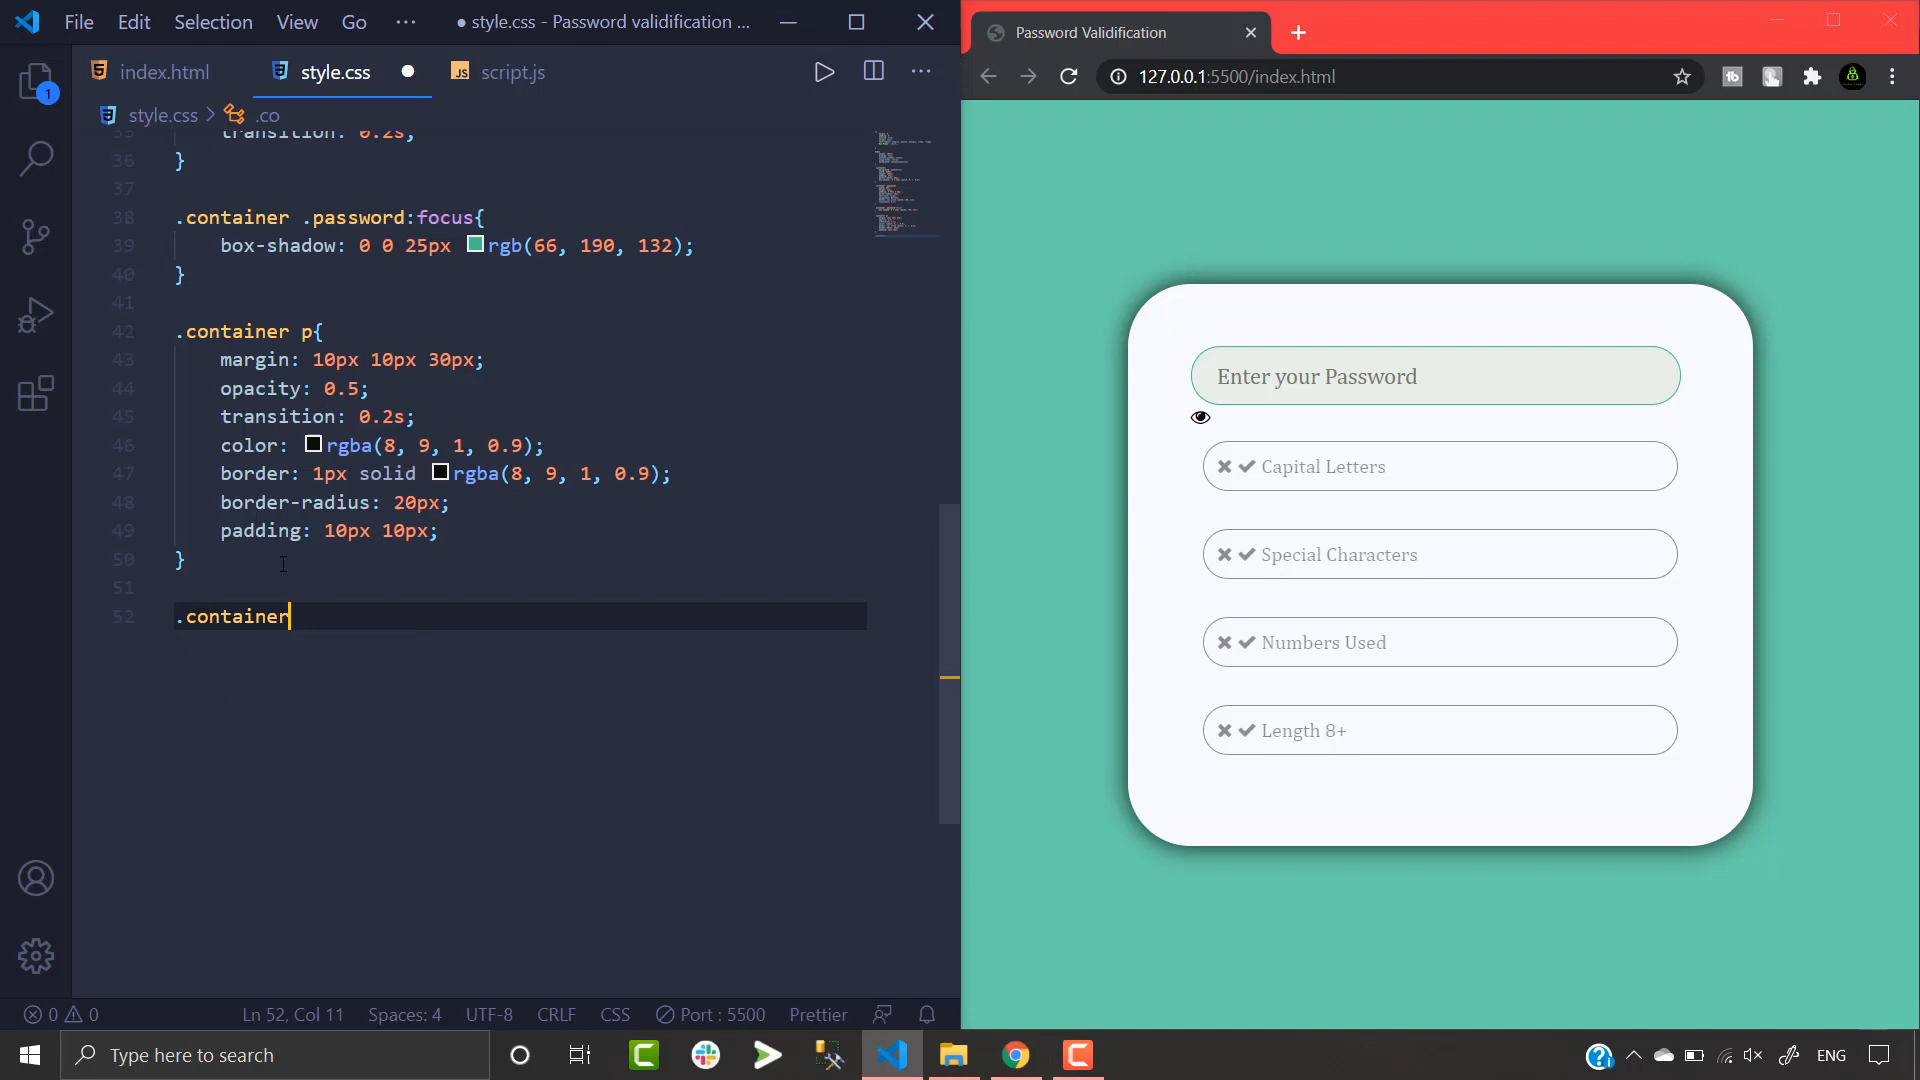 File Edit Selection View Go ··· ● style.css - Password validification ...
index.html style.css ● JS script.js
1
style.css > .co
35 transition: 0.2s;
36 }
37
38 .container .password:focus{
39 box-shadow: 0 0 25px rgb(66, 190, 132);
40 }
41
42 .container p{
43 margin: 10px 10px 30px;
44 opacity: 0.5;
45 transition: 0.2s;
46 color: rgba(8, 9, 1, 0.9);
47 border: 1px solid rgba(8, 9, 1, 0.9);
48 border-radius: 20px;
49 padding: 10px 10px;
50 }
51
52 .container
0 0 Ln 52, Col 11 Spaces: 4 UTF-8 CRLF CSS Port : 5500 Prettier
Password Validification
127.0.0.1:5500/index.html
Enter your Password
Capital Letters
Special Characters
Numbers Used
Length 8+
Type here to search
ENG